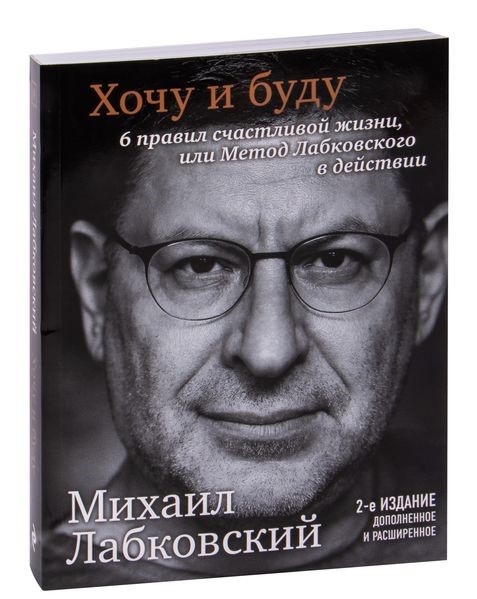 Хочу и буду
6 правил счастливой жизни,
или Метод Лабковского
в действии
Михаил
Лабковский
2-е ИЗДАНИЕ
ДОПОЛНЕННОЕ
И РАСШИРЕННОЕ
Михаил Лабковский